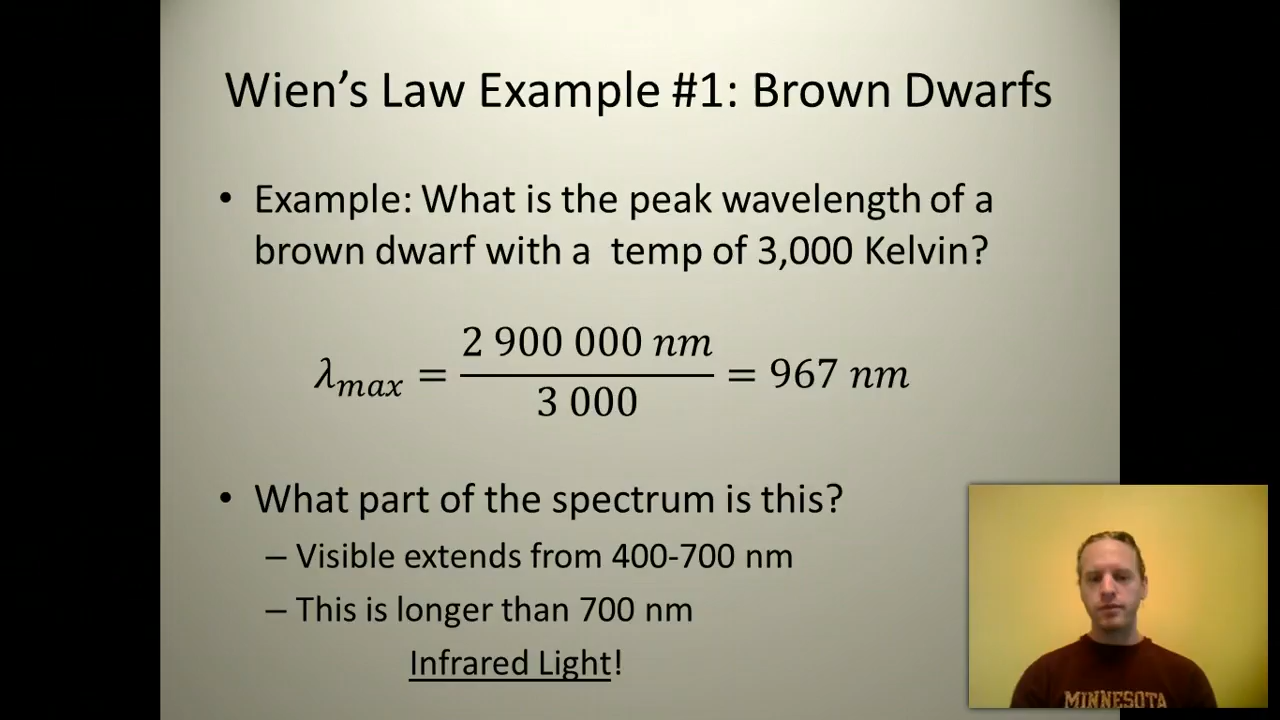 Wien's Law Example #1: Brown Dwarfs
• Example: What is the peak wavelength of a
brown dwarf with a temp of 3,000 Kelvin?
λ_max = 2 900 000 nm / 3 000 = 967 nm
• What part of the spectrum is this?
– Visible extends from 400-700 nm
– This is longer than 700 nm
Infrared Light!
MINNESOTA